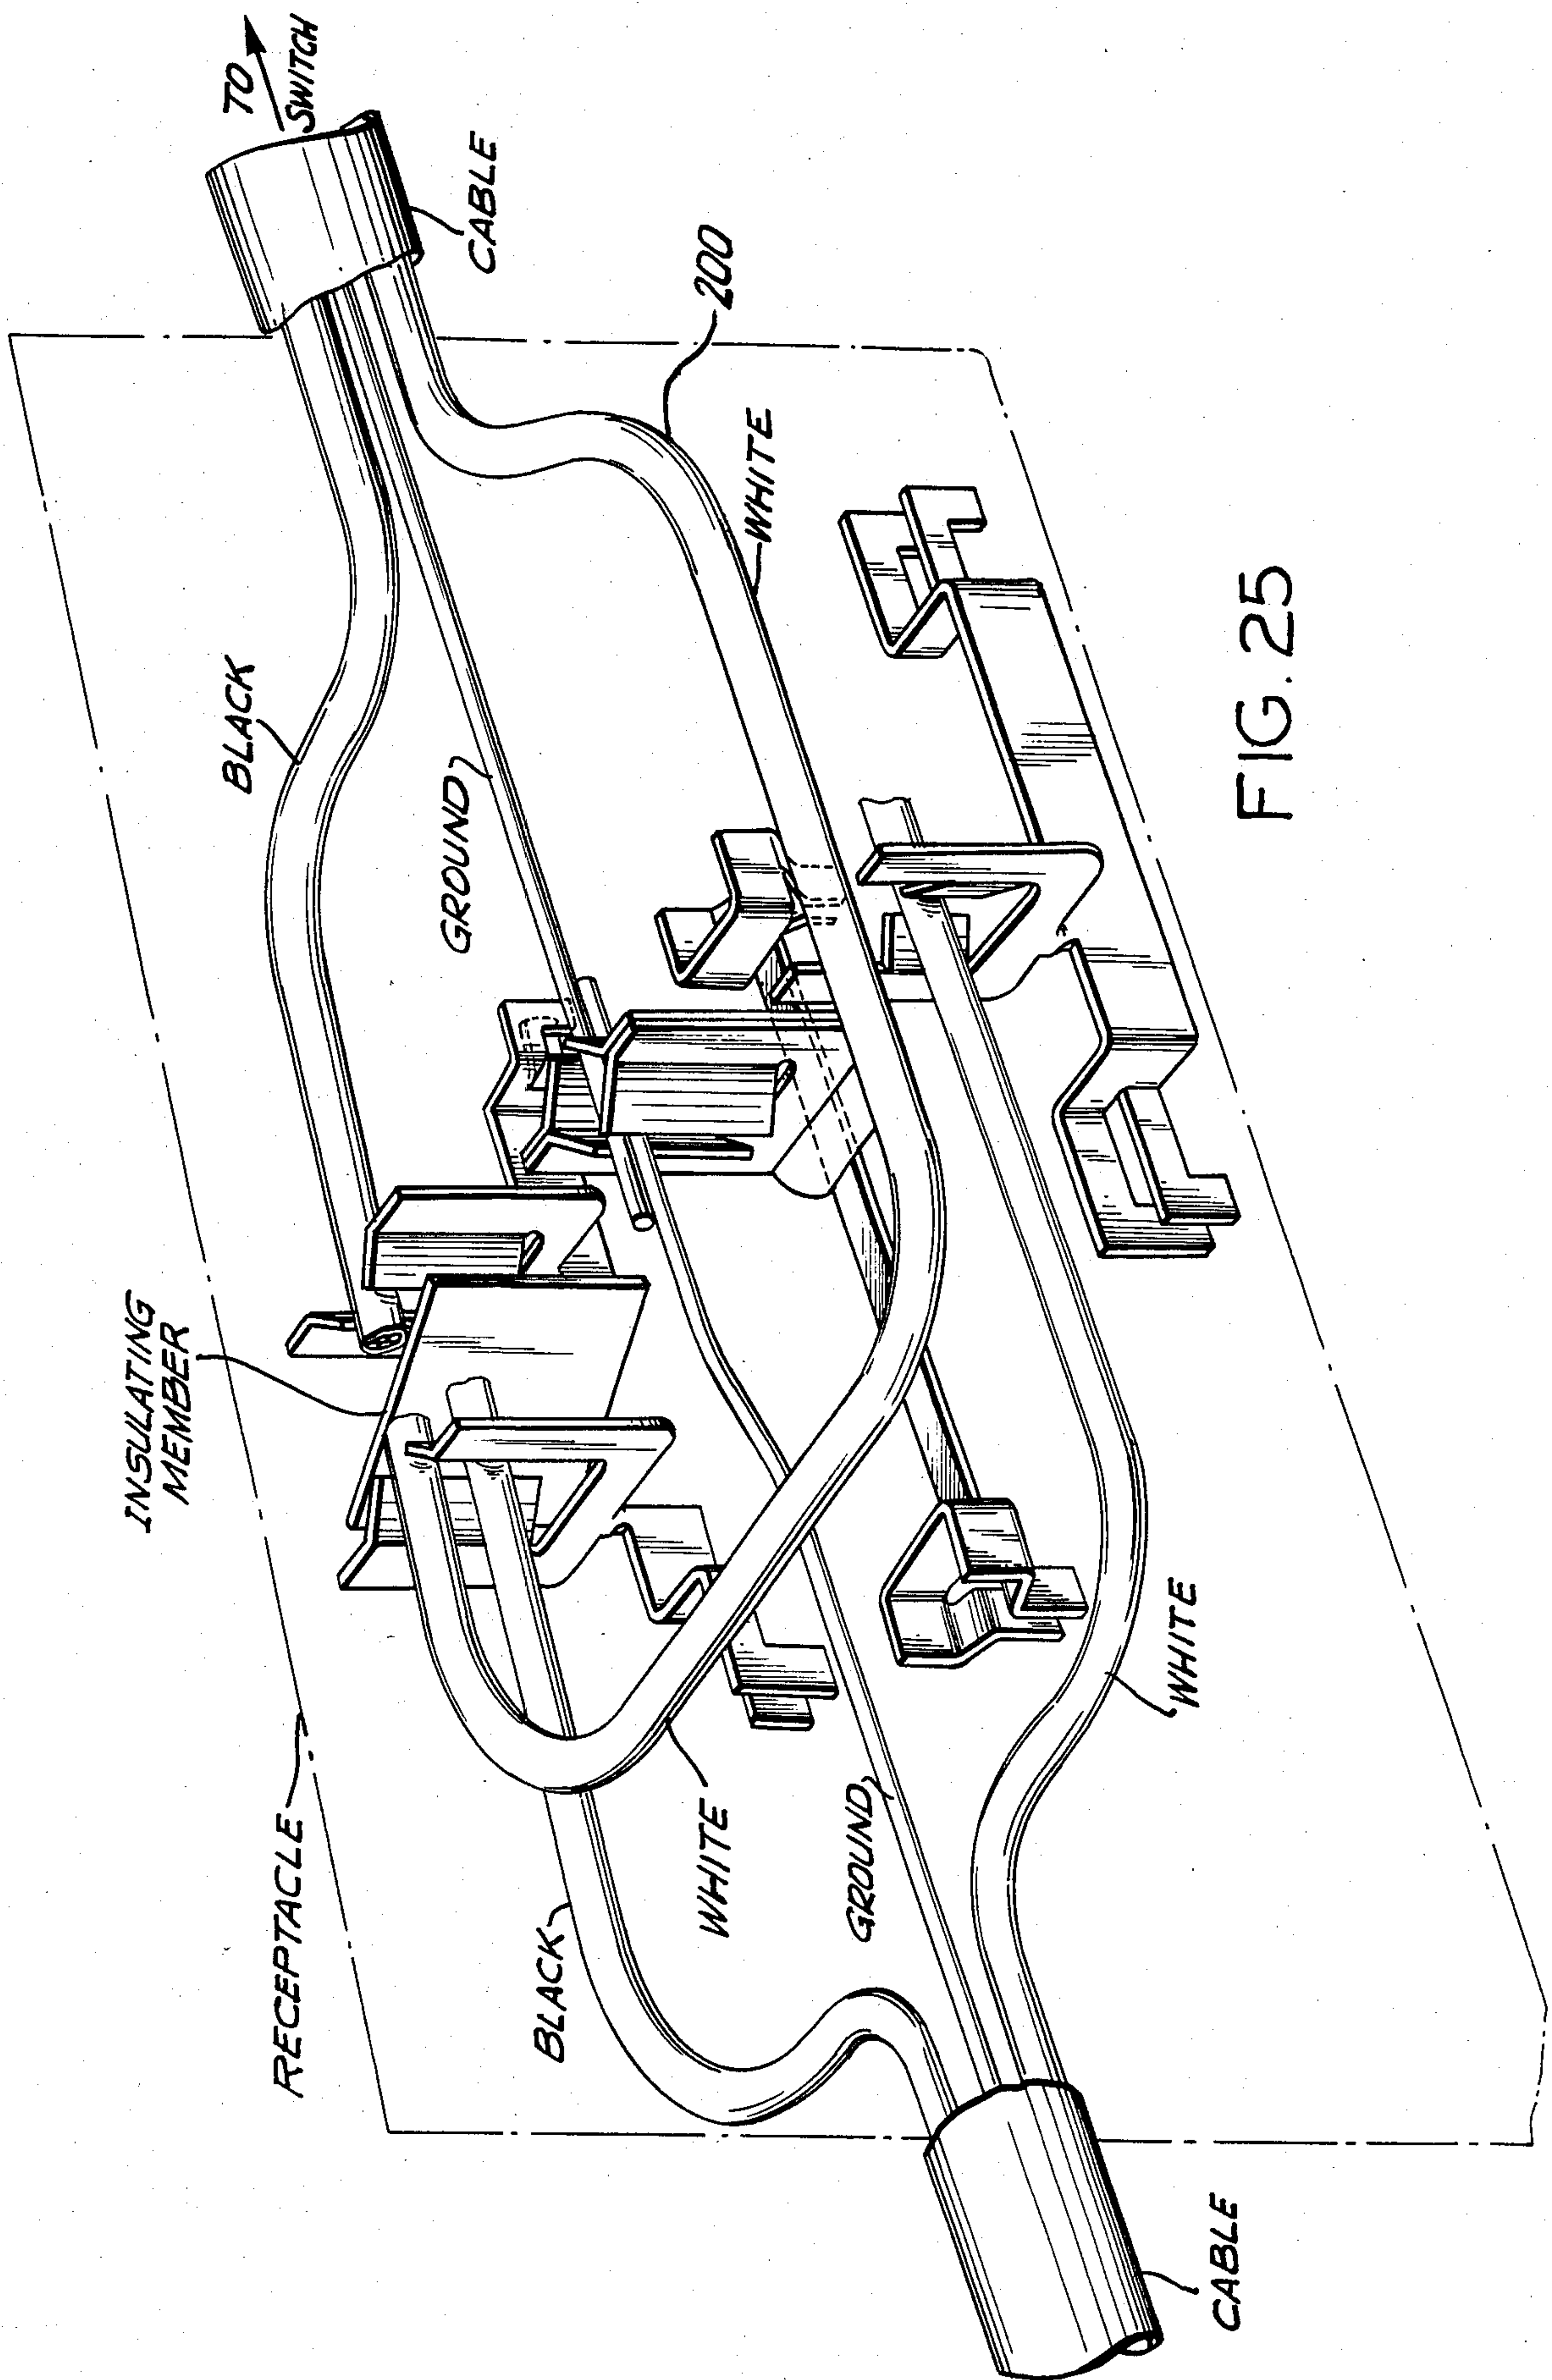 TO
SWITCH
CABLE
200
WHITE
BLACK
GROUND
INSULATING
MEMBER
RECEPTACLE
WHITE
BLACK
GROUND
WHITE
CABLE
FIG. 25